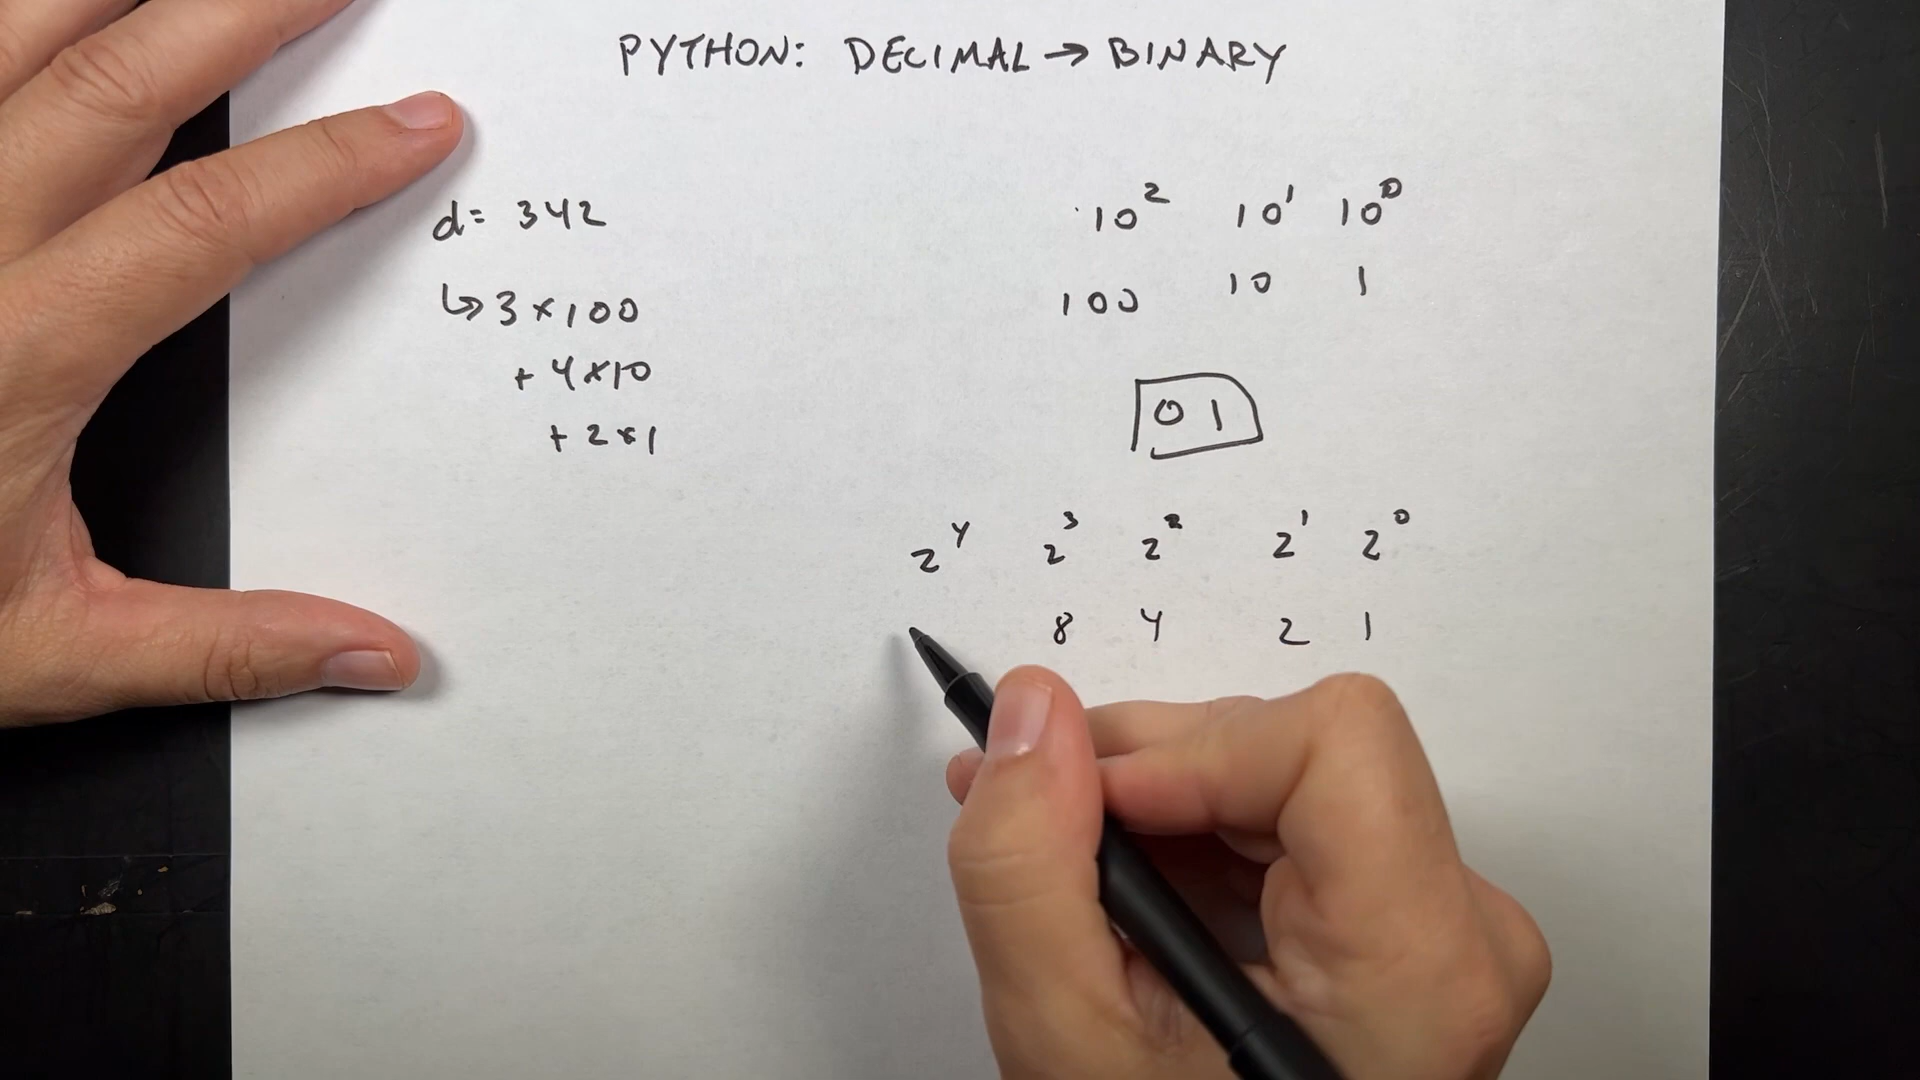 PYTHON: DECIMAL → BINARY
d= 342
↳ 3 × 100
+ 4 × 10
+ 2 × 1
10² 10¹ 10⁰
100 10 1
0 1
2⁴ 2³ 2² 2¹ 2⁰
8 4 2 1